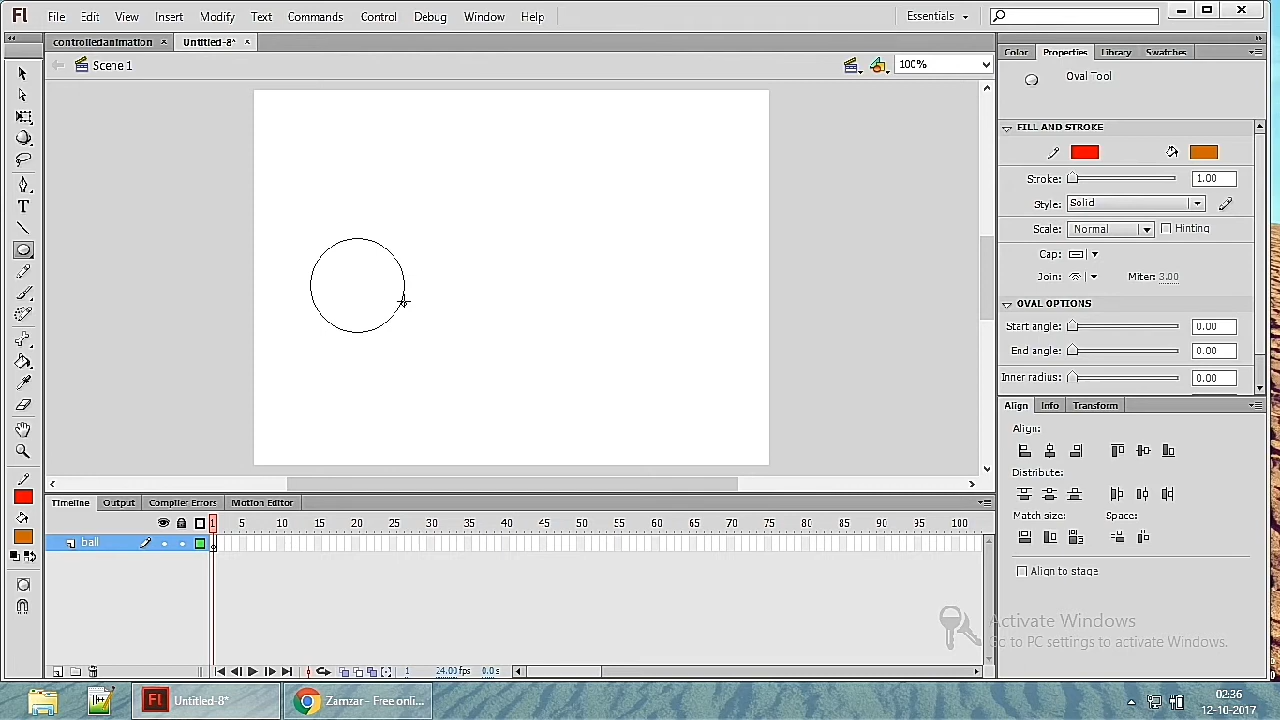 Fl File Edit View Insert Modify Text Commands Control Debug Window Help Essentials
controlledanimation × Untitled-8* ×
Scene 1 100%
Color Properties Library Swatches
Oval Tool
FILL AND STROKE
Stroke: 1.00
Style: Solid
Scale: Normal Hinting
Cap:
Join: Miter: 3.00
OVAL OPTIONS
Start angle: 0.00
End angle: 0.00
Inner radius: 0.00
Align Info Transform
Align:
Distribute:
Match size: Space:
Align to stage
Timeline Output Compiler Errors Motion Editor
1 5 10 15 20 25 30 35 40 45 50 55 60 65 70 75 80 85 90 95 100
ball
1 24.00 fps 0.0 s
Activate Windows
Go to PC settings to activate Windows.
Fl Untitled-8* Zamzar - Free onli...
02:36
12-10-2017